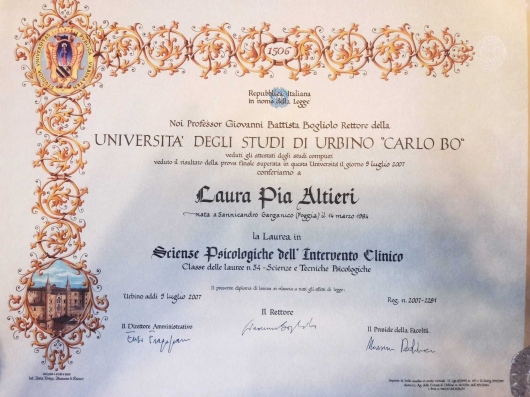 1506
Repubblica Italiana
In nome della Legge
Noi Professor Giovanni Battista Bogliolo Rettore della
UNIVERSITA' DEGLI STUDI DI URBINO "CARLO BO"
veduti gli attestati degli studi compiuti
veduto il risultato della prova finale superata in questa Università il giorno 9 luglio 2007
conferiamo a
Laura Pia Altieri
nata a Sannicandro Garganico (Foggia) il 14 marzo 1984
la Laurea in
Scienze Psicologiche dell' Intervento Clinico
Classe delle lauree n.34 - Scienze e Tecniche Psicologiche
Il presente diploma di laurea si rilascia a tutti gli effetti di legge.
Urbino addì 9 luglio 2007
Reg. n. 2007-2281
Il Rettore
Il Direttore Amministrativo
Il Preside della Facoltà